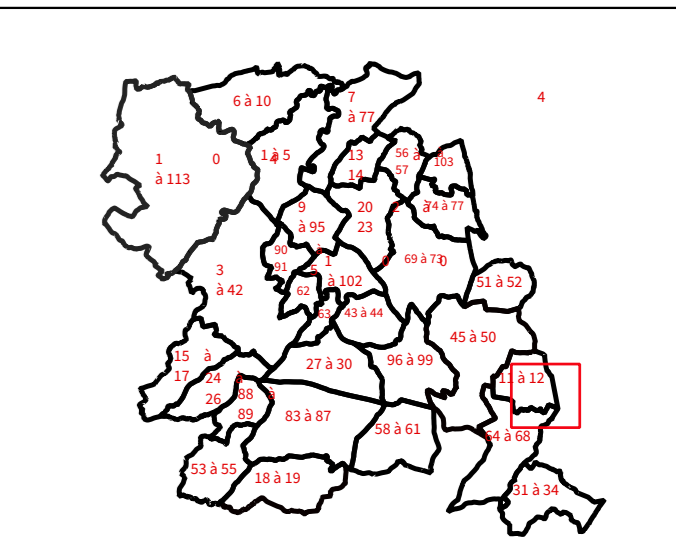 7
à 77
4
6 à 10
1 0
à 113
1 à 5
4
13
14
56 à
57
à
103
9
à 95
20
23
2
à
74 à 77
90
91
à
5
1
à 102
0
69 à 73
0
3
à 42
62
51 à 52
63
43 à 44
45 à 50
15 à
17
27 à 30
96 à 99
24
26
à
88
89
à
11 à 12
83 à 87
58 à 61
64 à 68
53 à 55
18 à 19
31 à 34